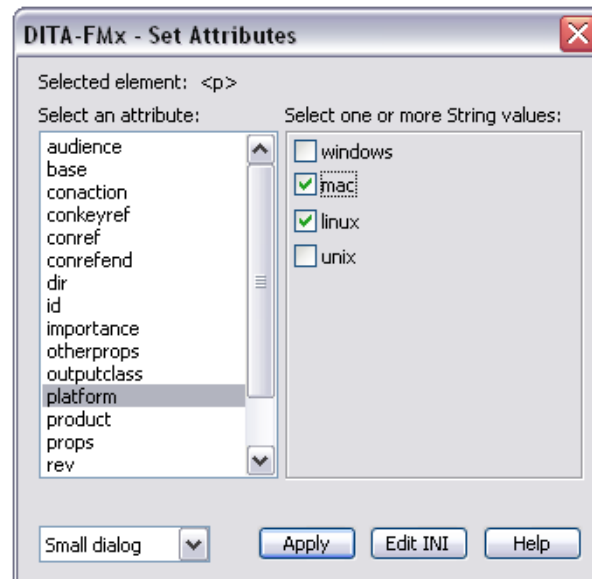 DITA-FMx - Set Attributes
Selected element: <p>
Select an attribute:
Select one or more String values:
audience
base
conaction
conkeyref
conref
conrefend
dir
id
importance
otherprops
outputclass
platform
product
props
rev
windows
mac
linux
unix
Small dialog
Apply
Edit INI
Help